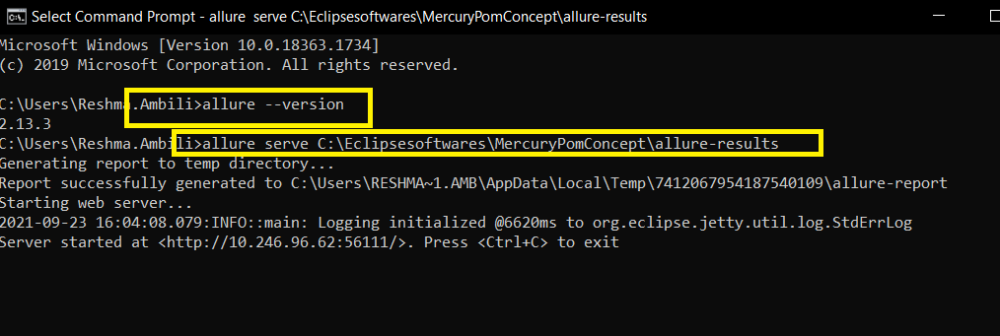 Select Command Prompt - allure  serve C:\Eclipsesoftwares\MercuryPomConcept\allure-results
Microsoft Windows [Version 10.0.18363.1734]
(c) 2019 Microsoft Corporation. All rights reserved.
C:\Users\Reshma.Ambili>allure --version
2.13.3
C:\Users\Reshma.Ambili>allure serve C:\Eclipsesoftwares\MercuryPomConcept\allure-results
Generating report to temp directory...
Report successfully generated to C:\Users\RESHMA~1.AMB\AppData\Local\Temp\7412067954187540109\allure-report
Starting web server...
2021-09-23 16:04:08.079:INFO::main: Logging initialized @6620ms to org.eclipse.jetty.util.log.StdErrLog
Server started at <http://10.246.96.62:56111/>. Press <Ctrl+C> to exit